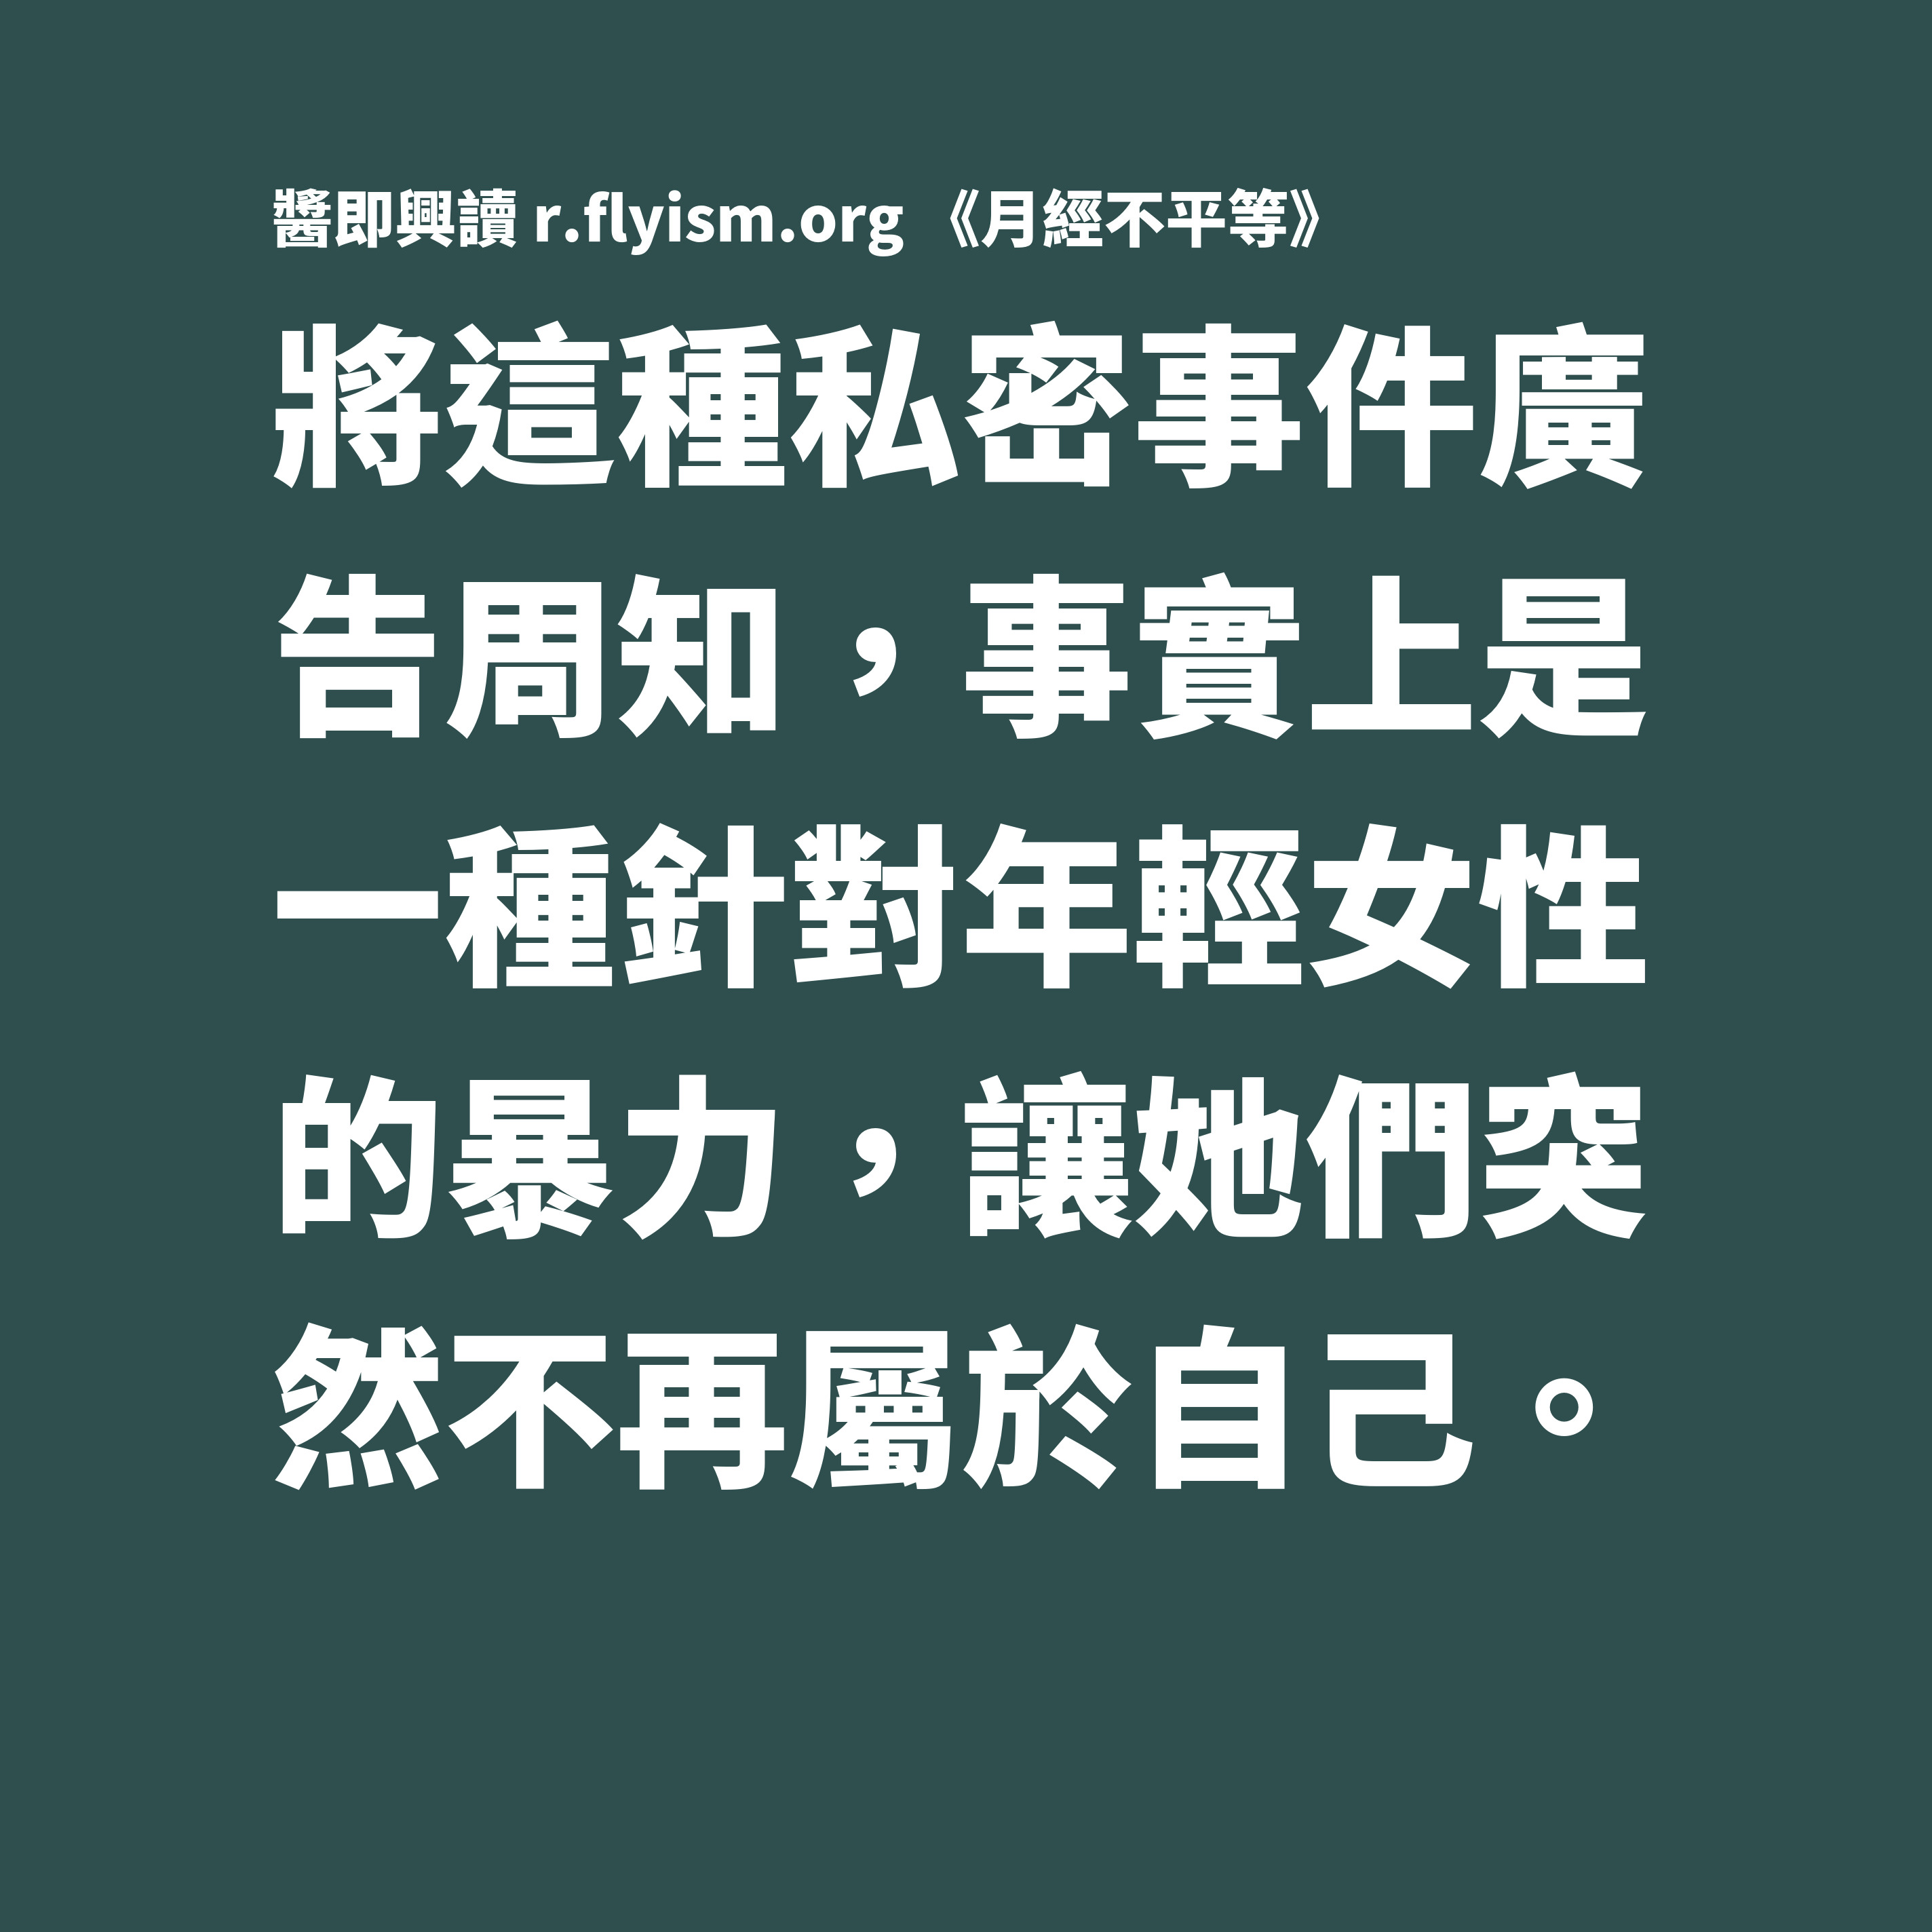 獎即興讀 r.flyism.org 《月經不平等》
將這種私密事件廣
告周知，事實上是
一種針對年輕女性
的暴力，讓她們突
然不再屬於自己。